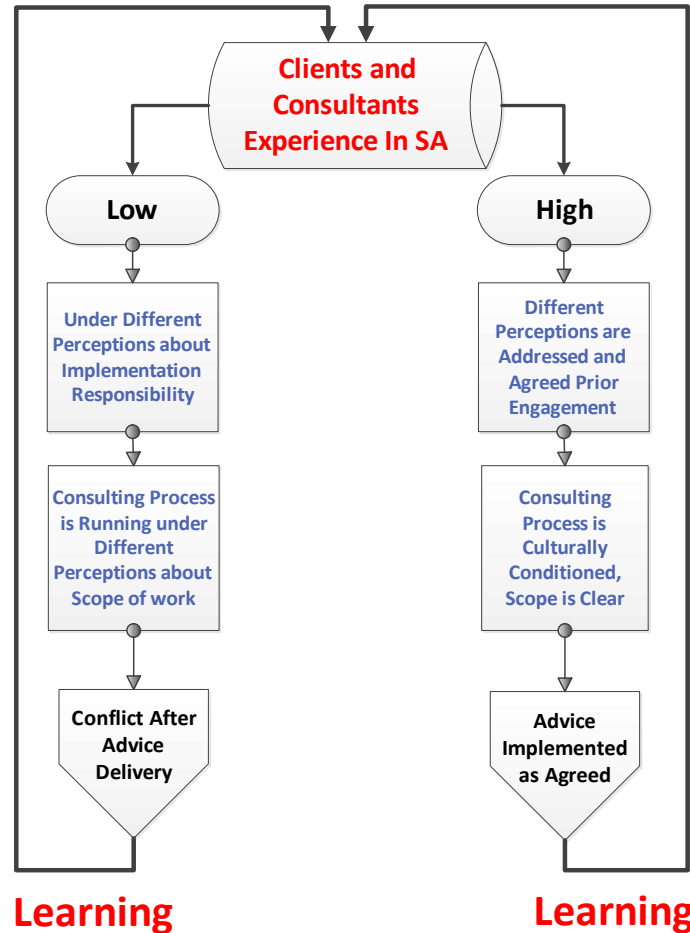 Clients and
Consultants
Experience In SA
Low
High
Under Different
Perceptions about
Implementation
Responsibility
Different
Perceptions are
Addressed and
Agreed Prior
Engagement
Consulting Process
is Running under
Different
Perceptions about
Scope of work
Consulting
Process is
Culturally
Conditioned,
Scope is Clear
Conflict After
Advice
Delivery
Advice
Implemented
as Agreed
Learning
Learning